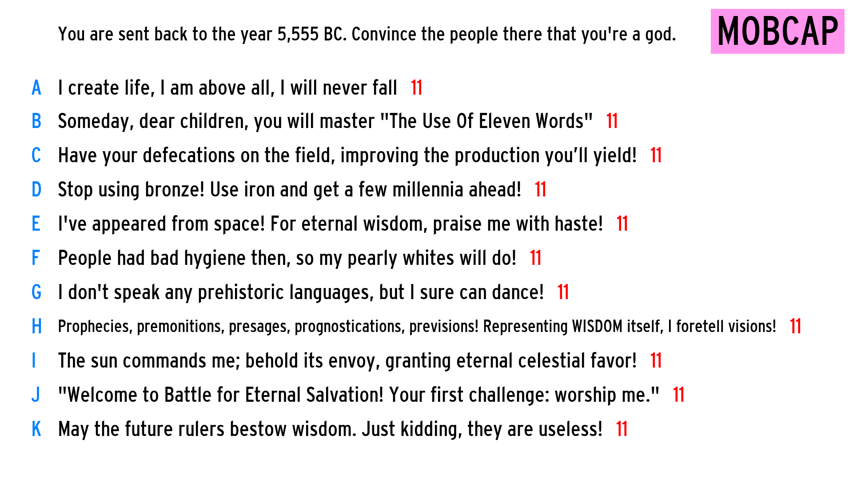 You are sent back to the year 5,555 BC. Convince the people there that you're a god.
MOBCAP
A I create life, I am above all, I will never fall 11
B Someday, dear children, you will master "The Use Of Eleven Words" 11
C Have your defecations on the field, improving the production you’ll yield! 11
D Stop using bronze! Use iron and get a few millennia ahead! 11
E I've appeared from space! For eternal wisdom, praise me with haste! 11
F People had bad hygiene then, so my pearly whites will do! 11
G I don't speak any prehistoric languages, but I sure can dance! 11
H Prophecies, premonitions, presages, prognostications, previsions! Representing WISDOM itself, I foretell visions! 11
I The sun commands me; behold its envoy, granting eternal celestial favor! 11
J "Welcome to Battle for Eternal Salvation! Your first challenge: worship me." 11
K May the future rulers bestow wisdom. Just kidding, they are useless! 11